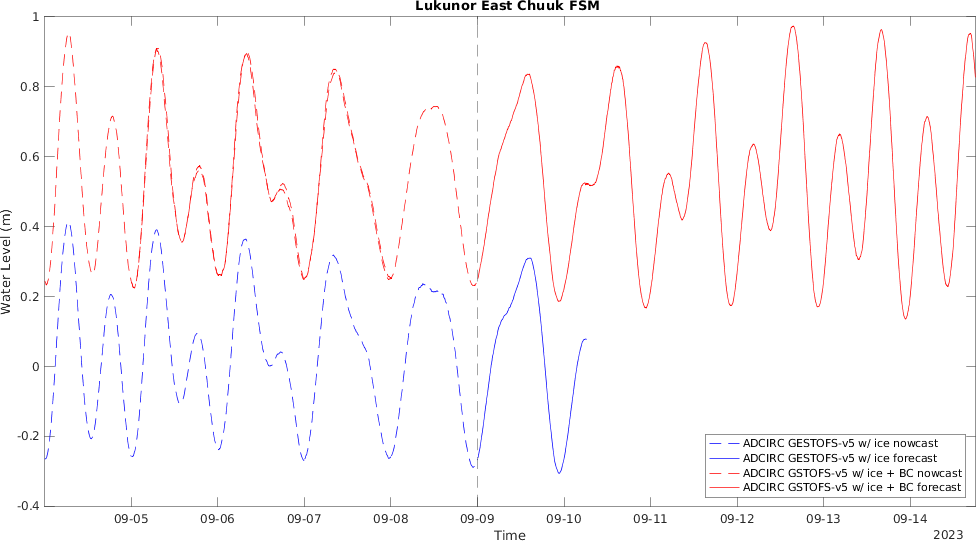 Lukunor East Chuuk FSM
1
0.8
0.6
0.4
0.2
0
-0.2
-0.4
Water Level (m)
09-05 09-06 09-07 09-08 09-09 09-10 09-11 09-12 09-13 09-14
Time
2023
ADCIRC GESTOFS-v5 w/ ice nowcast
ADCIRC GESTOFS-v5 w/ ice forecast
ADCIRC GSTOFS-v5 w/ ice + BC nowcast
ADCIRC GSTOFS-v5 w/ ice + BC forecast